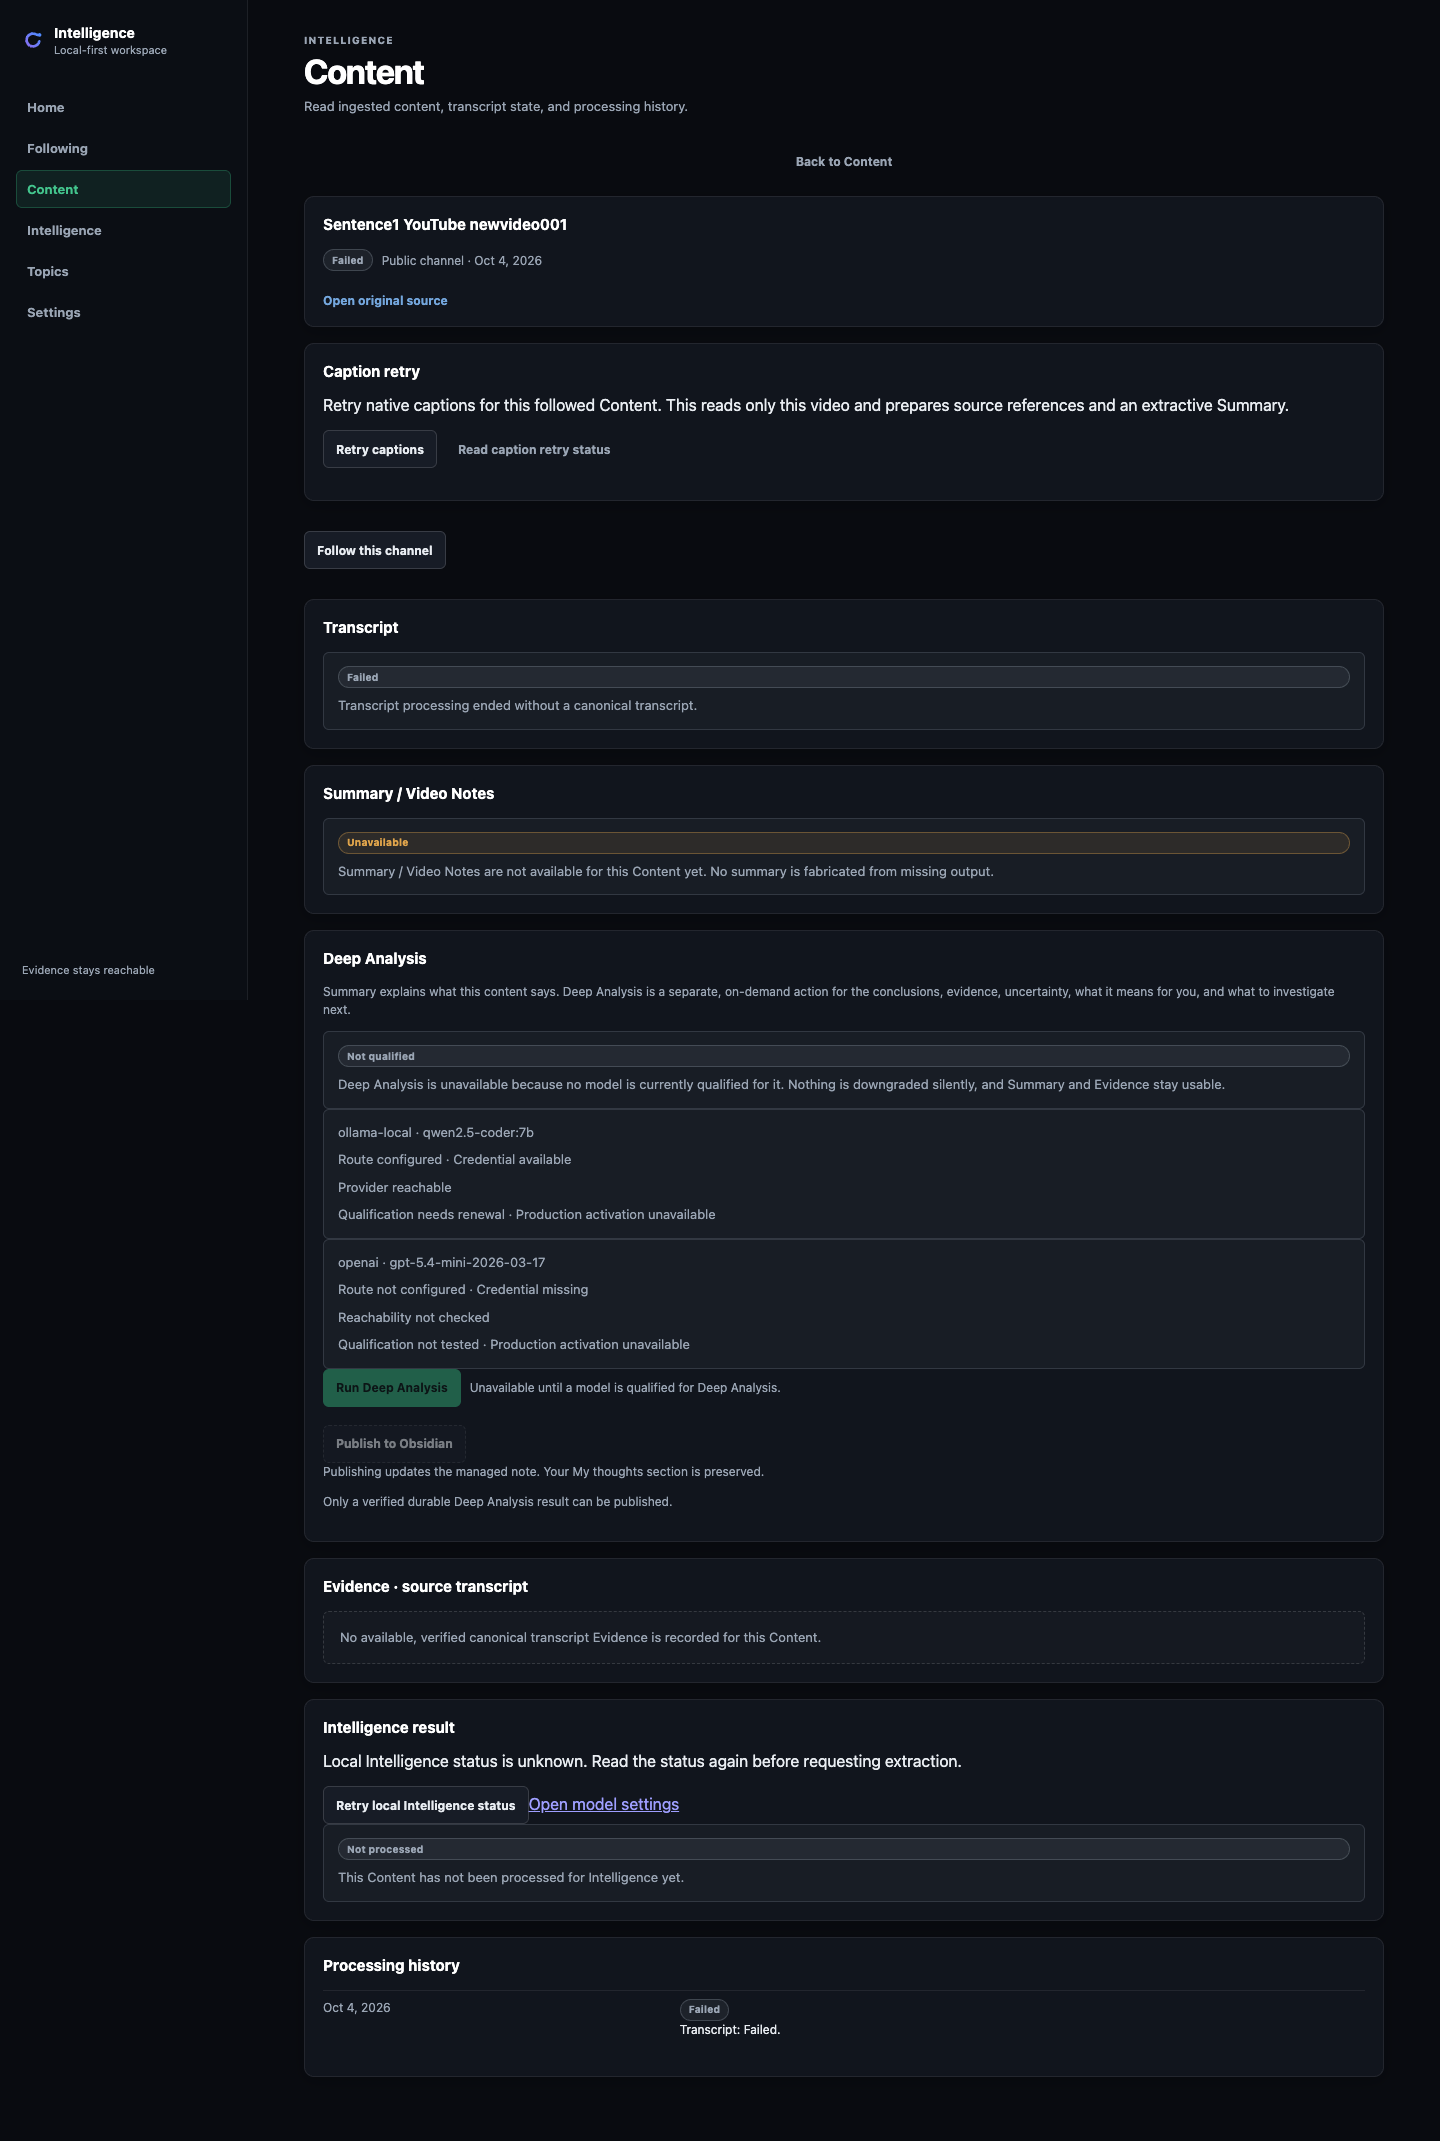 Intelligence
Local-first workspace
Home
Following
Content
Intelligence
Topics
Settings
Evidence stays reachable
INTELLIGENCE
Content
Read ingested content, transcript state, and processing history.
Back to Content
Sentence1 YouTube newvideo001
Failed Public channel · Oct 4, 2026
Open original source
Caption retry
Retry native captions for this followed Content. This reads only this video and prepares source references and an extractive Summary.
Retry captions Read caption retry status
Follow this channel
Transcript
Failed
Transcript processing ended without a canonical transcript.
Summary / Video Notes
Unavailable
Summary / Video Notes are not available for this Content yet. No summary is fabricated from missing output.
Deep Analysis
Summary explains what this content says. Deep Analysis is a separate, on-demand action for the conclusions, evidence, uncertainty, what it means for you, and what to investigate
next.
Not qualified
Deep Analysis is unavailable because no model is currently qualified for it. Nothing is downgraded silently, and Summary and Evidence stay usable.
ollama-local · qwen2.5-coder:7b
Route configured · Credential available
Provider reachable
Qualification needs renewal · Production activation unavailable
openai · gpt-5.4-mini-2026-03-17
Route not configured · Credential missing
Reachability not checked
Qualification not tested · Production activation unavailable
Run Deep Analysis Unavailable until a model is qualified for Deep Analysis.
Publish to Obsidian
Publishing updates the managed note. Your My thoughts section is preserved.
Only a verified durable Deep Analysis result can be published.
Evidence · source transcript
No available, verified canonical transcript Evidence is recorded for this Content.
Intelligence result
Local Intelligence status is unknown. Read the status again before requesting extraction.
Retry local Intelligence status Open model settings
Not processed
This Content has not been processed for Intelligence yet.
Processing history
Oct 4, 2026 Failed
Transcript: Failed.